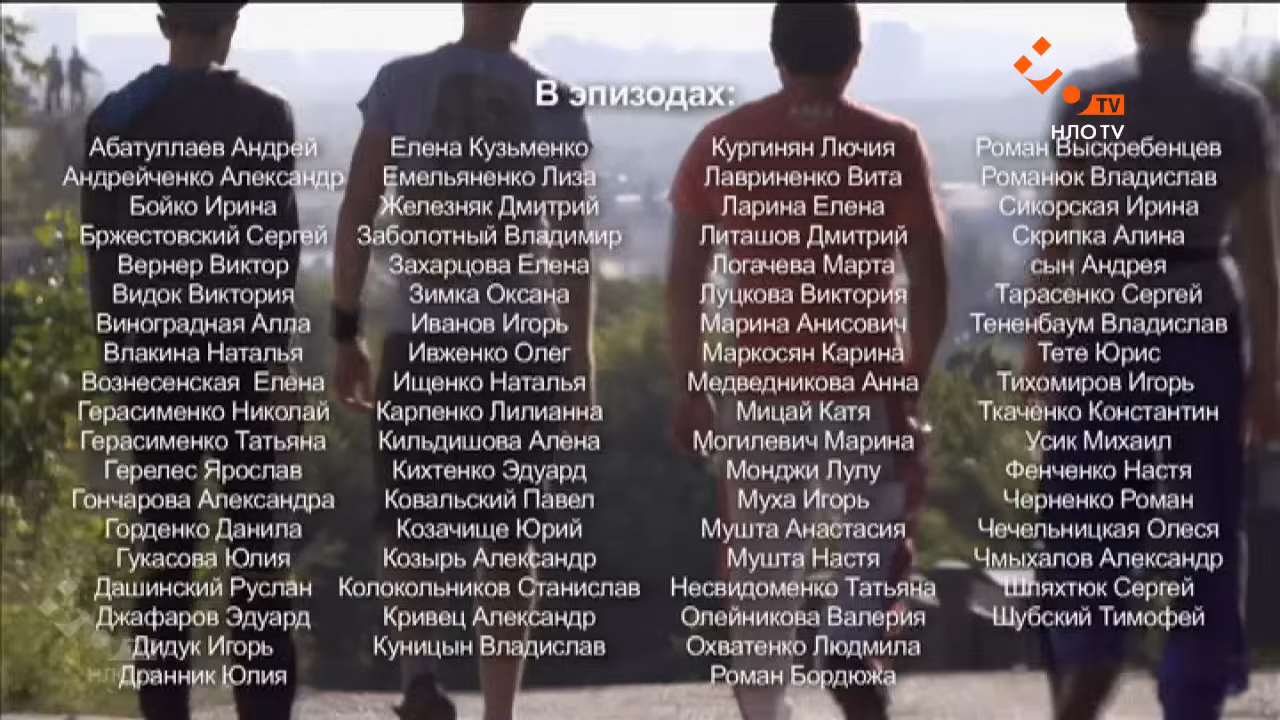 В эпизодах:
TV
НЛО TV
Абатуллаев Андрей
Андрейченко Александр
Бойко Ирина
Бржестовский Сергей
Вернер Виктор
Видок Виктория
Виноградная Алла
Влакина Наталья
Вознесенская Елена
Герасименко Николай
Герасименко Татьяна
Герелес Ярослав
Гончарова Александра
Горденко Данила
Гукасова Юлия
Дашинский Руслан
Джафаров Эдуард
Дидук Игорь
Дранник Юлия
Елена Кузьменко
Емельяненко Лиза
Железняк Дмитрий
Заболотный Владимир
Захарцова Елена
Зимка Оксана
Иванов Игорь
Ивженко Олег
Ищенко Наталья
Карпенко Лилианна
Кильдишова Алена
Кихтенко Эдуард
Ковальский Павел
Козачище Юрий
Козырь Александр
Колокольников Станислав
Кривец Александр
Куницын Владислав
Кургинян Лючия
Лавриненко Вита
Ларина Елена
Литашов Дмитрий
Логачева Марта
Луцкова Виктория
Марина Анисович
Маркосян Карина
Медведникова Анна
Мицай Катя
Могилевич Марина
Монджи Лулу
Муха Игорь
Мушта Анастасия
Мушта Настя
Несвидоменко Татьяна
Олейникова Валерия
Охватенко Людмила
Роман Бордюжа
Роман Выскребенцев
Романюк Владислав
Сикорская Ирина
Скрипка Алина
сын Андрея
Тарасенко Сергей
Тененбаум Владислав
Тете Юрис
Тихомиров Игорь
Ткаченко Константин
Усик Михаил
Фенченко Настя
Черненко Роман
Чечельницкая Олеся
Чмыхалов Александр
Шляхтюк Сергей
Шубский Тимофей